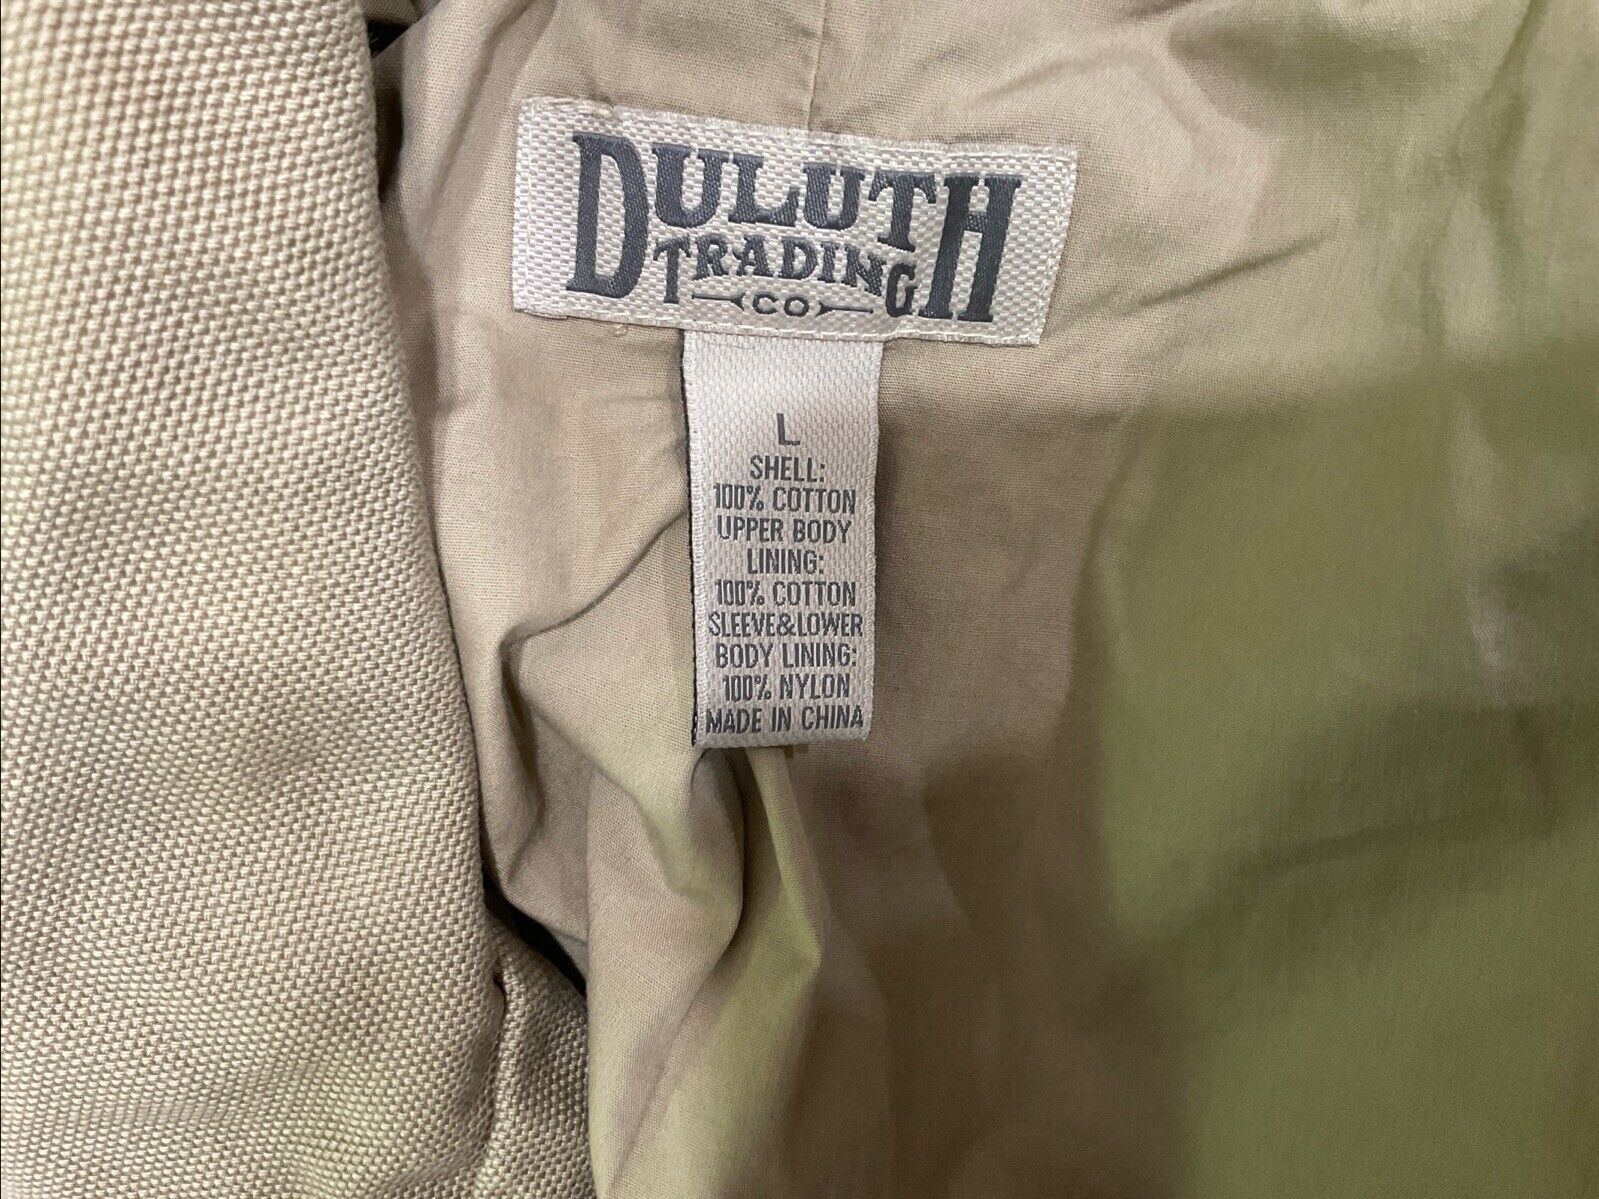 DULUTH
TRADING
CO
L
SHELL:
100% COTTON
UPPER BODY
LINING:
100% COTTON
SLEEVE&LOWER
BODY LINING:
100% NYLON
MADE IN CHINA